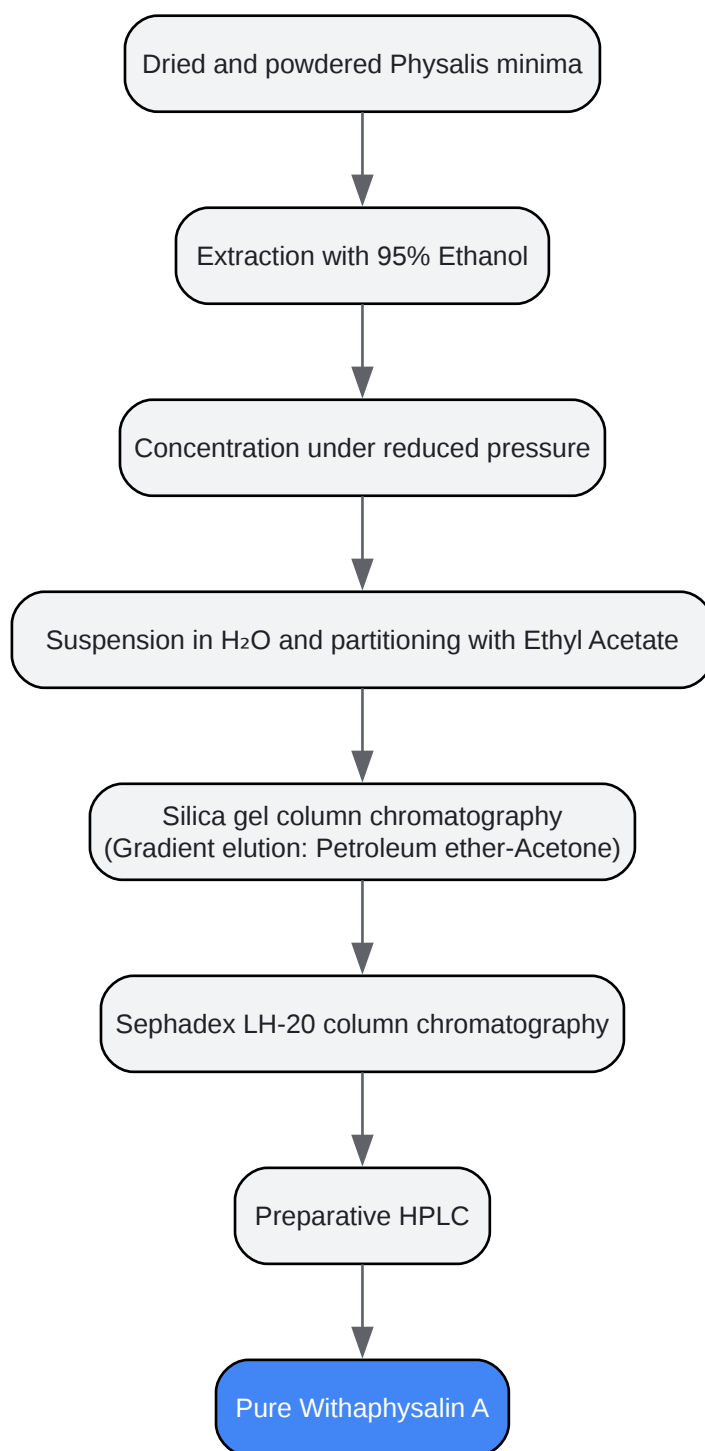 Dried and powdered Physalis minima
Extraction with 95% Ethanol
Concentration under reduced pressure
Suspension in H₂O and partitioning with Ethyl Acetate
Silica gel column chromatography
(Gradient elution: Petroleum ether-Acetone)
Sephadex LH-20 column chromatography
Preparative HPLC
Pure Withaphysalin A